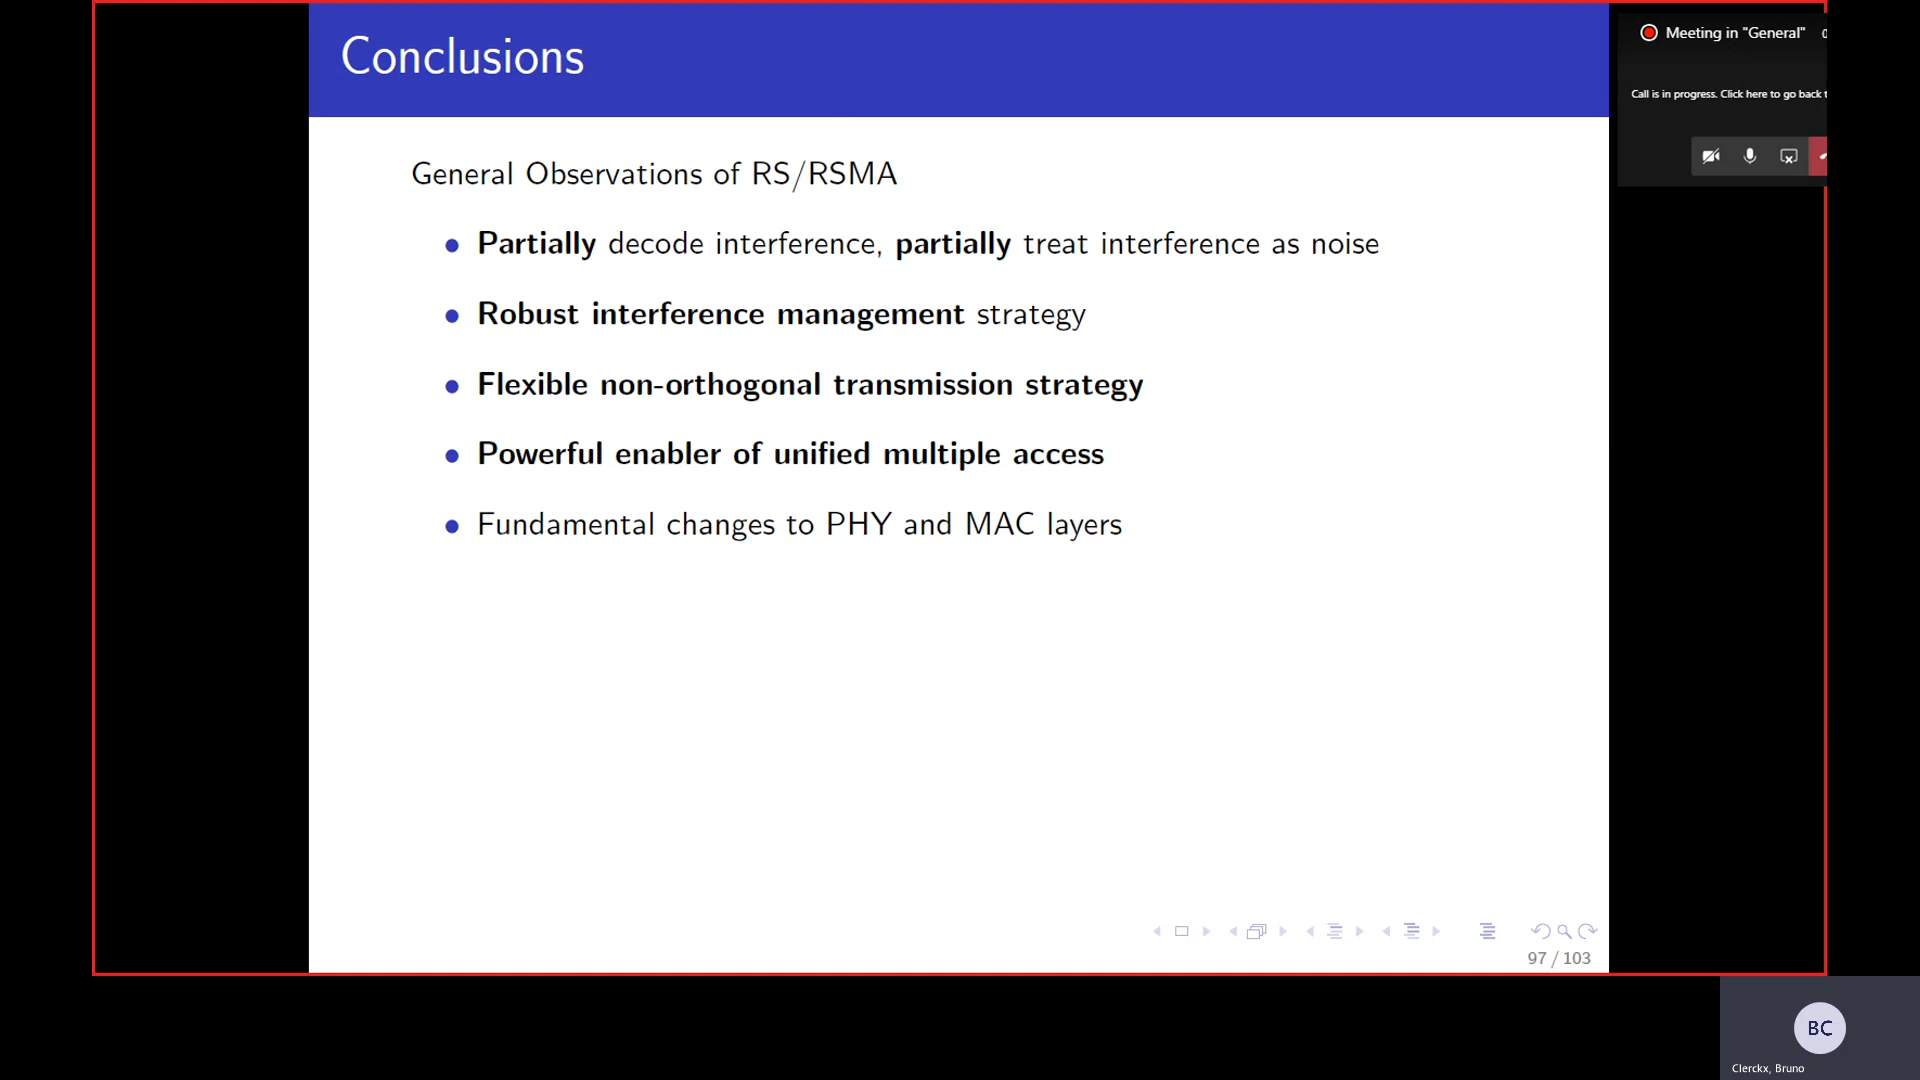 Conclusions
Meeting in "General"
Call is in progress. Click here to go back
General Observations of RS/RSMA
Partially decode interference, partially treat interference as noise
Robust interference management strategy
Flexible non-orthogonal transmission strategy
Powerful enabler of unified multiple access
Fundamental changes to PHY and MAC layers
97 / 103
BC
Clerckx, Bruno